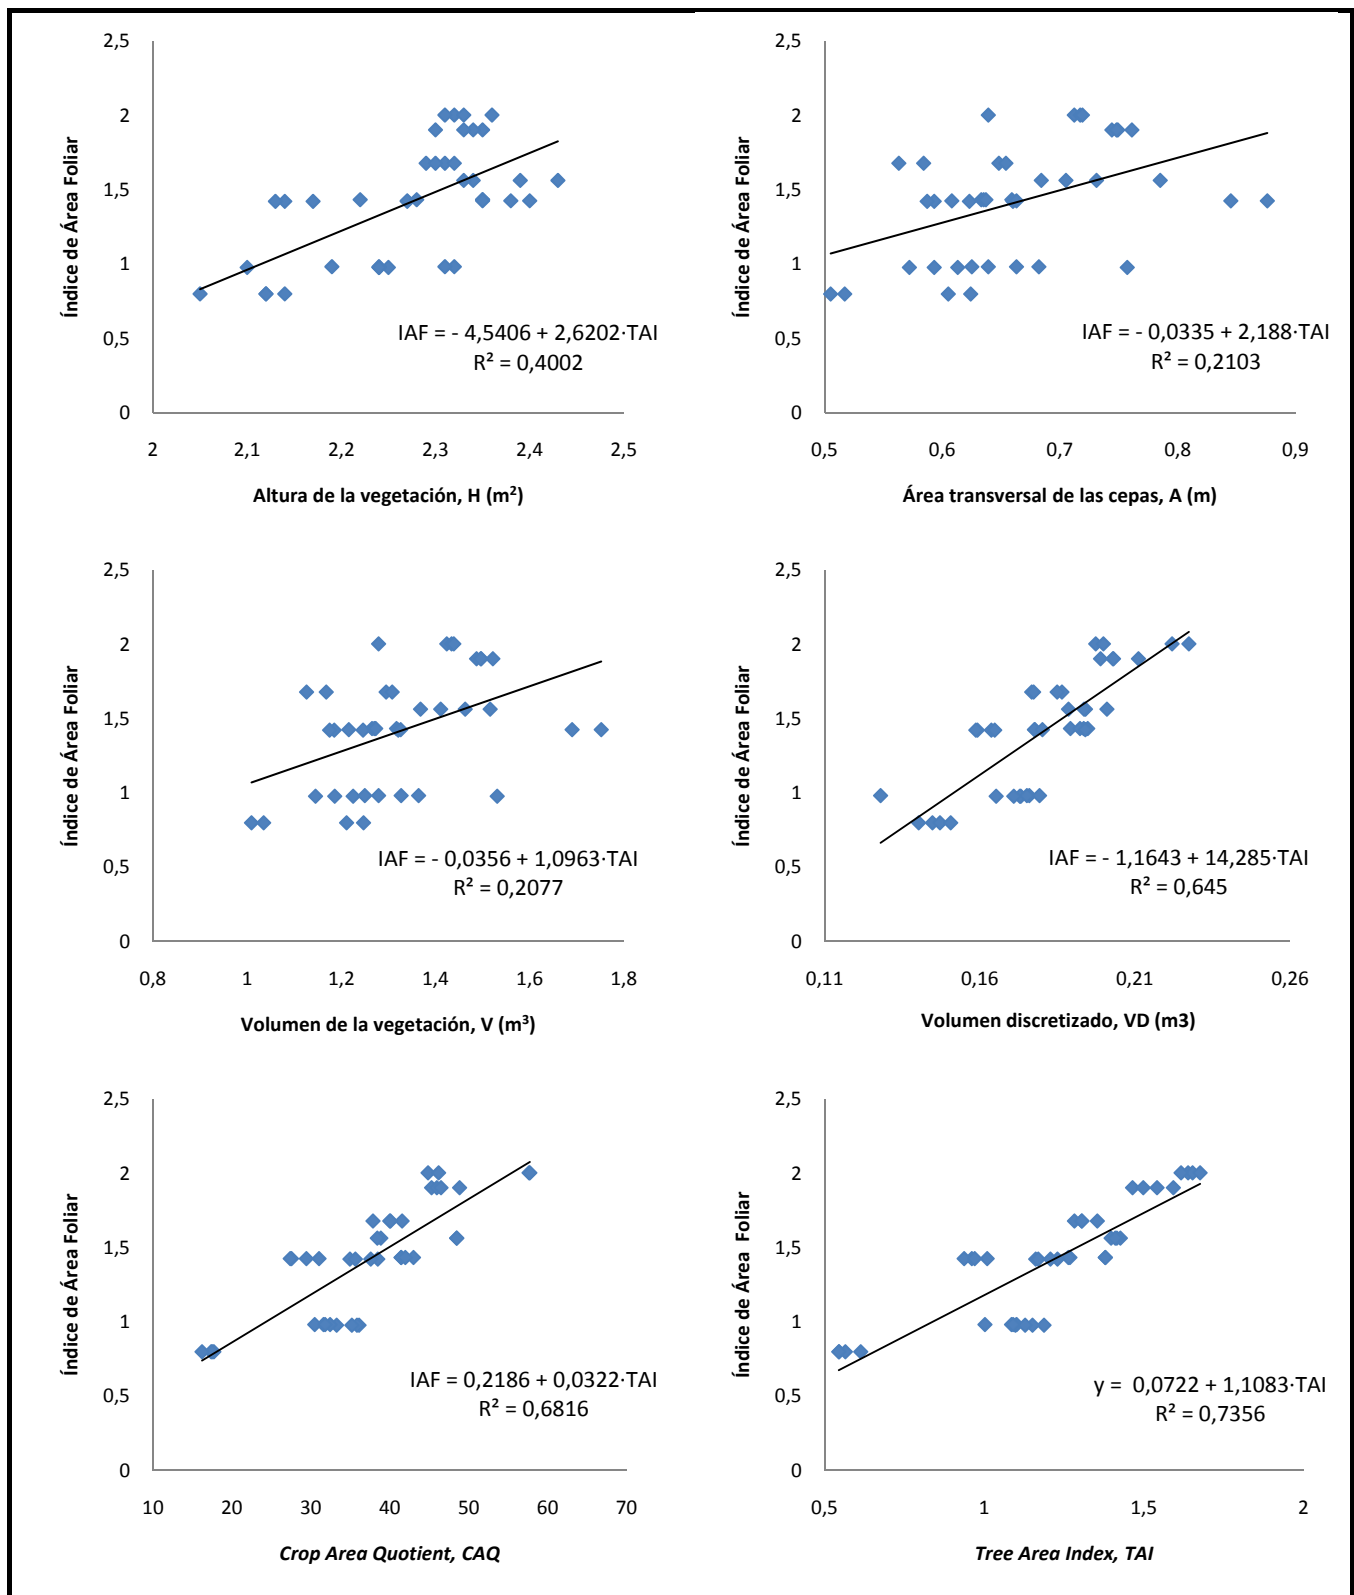 2,5
2
1,5
1
0,5
0
Índice de Área Foliar
IAF = - 4,5406 + 2,6202·TAI
R² = 0,4002
2 2,1 2,2 2,3 2,4 2,5
Altura de la vegetación, H (m²)
2,5
2
1,5
1
0,5
0
Índice de Área Foliar
IAF = - 0,0335 + 2,188·TAI
R² = 0,2103
0,5 0,6 0,7 0,8 0,9
Área transversal de las cepas, A (m)
2,5
2
1,5
1
0,5
0
Índice de Área Foliar
IAF = - 0,0356 + 1,0963·TAI
R² = 0,2077
0,8 1 1,2 1,4 1,6 1,8
Volumen de la vegetación, V (m³)
2,5
2
1,5
1
0,5
0
Índice de Área Foliar
IAF = - 1,1643 + 14,285·TAI
R² = 0,645
0,11 0,16 0,21 0,26
Volumen discretizado, VD (m3)
2,5
2
1,5
1
0,5
0
Índice de Área Foliar
IAF = 0,2186 + 0,0322·TAI
R² = 0,6816
10 20 30 40 50 60 70
Crop Area Quotient, CAQ
2,5
2
1,5
1
0,5
0
Índice de Área Foliar
y = 0,0722 + 1,1083·TAI
R² = 0,7356
0,5 1 1,5 2
Tree Area Index, TAI